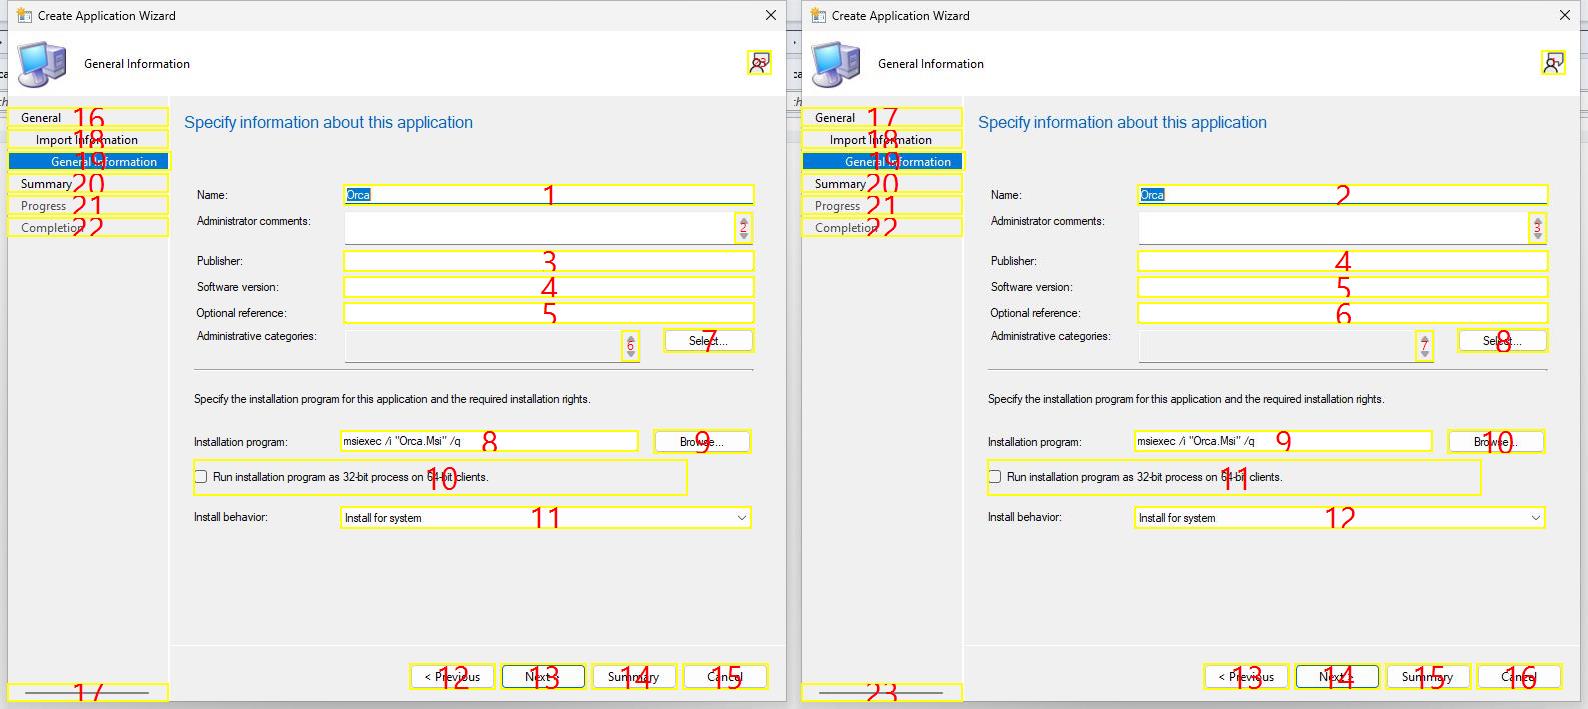 Create Application Wizard
General Information
23
General 16
Import Information 18
General Information 19
Summary 20
Progress 21
Completion 22
17
Specify information about this application
Name: Orca 1
Administrator comments: 2
Publisher: 3
Software version: 4
Optional reference: 5
Administrative categories: 6 Select... 7
Specify the installation program for this application and the required installation rights.
Installation program: msiexec /i "Orca.Msi" /q 8 Browse... 9
Run installation program as 32-bit process on 64-bit clients. 10
Install behavior: Install for system 11
< Previous 12 Next > 13 Summary 14 Cancel 15
Create Application Wizard
General Information
General 17
Import Information 18
General Information 19
Summary 20
Progress 21
Completion 22
23
Specify information about this application
Name: Orca 2
Administrator comments: 3
Publisher: 4
Software version: 5
Optional reference: 6
Administrative categories: 7 Select... 8
Specify the installation program for this application and the required installation rights.
Installation program: msiexec /i "Orca.Msi" /q 9 Browse... 10
Run installation program as 32-bit process on 64-bit clients. 11
Install behavior: Install for system 12
< Previous 13 Next > 14 Summary 15 Cancel 16